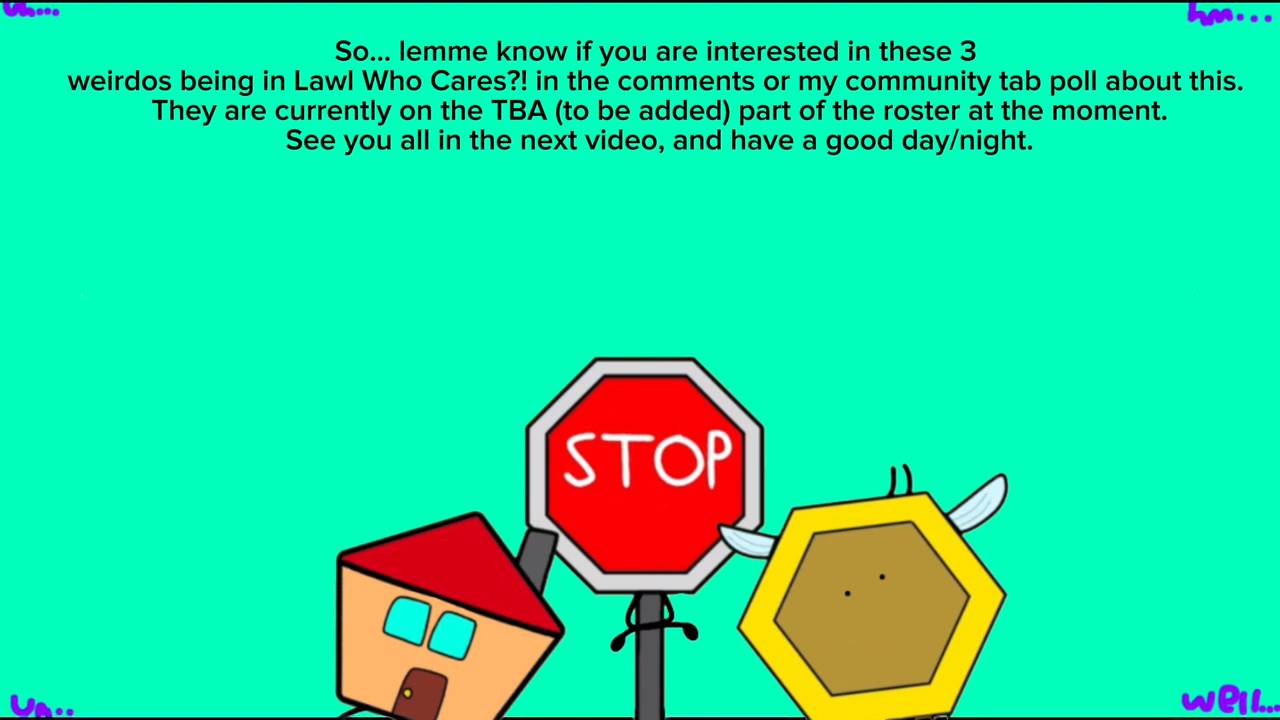 uh...
hm...
So... lemme know if you are interested in these 3
weirdos being in Lawl Who Cares?! in the comments or my community tab poll about this.
They are currently on the TBA (to be added) part of the roster at the moment.
See you all in the next video, and have a good day/night.
STOP
Um..
well...